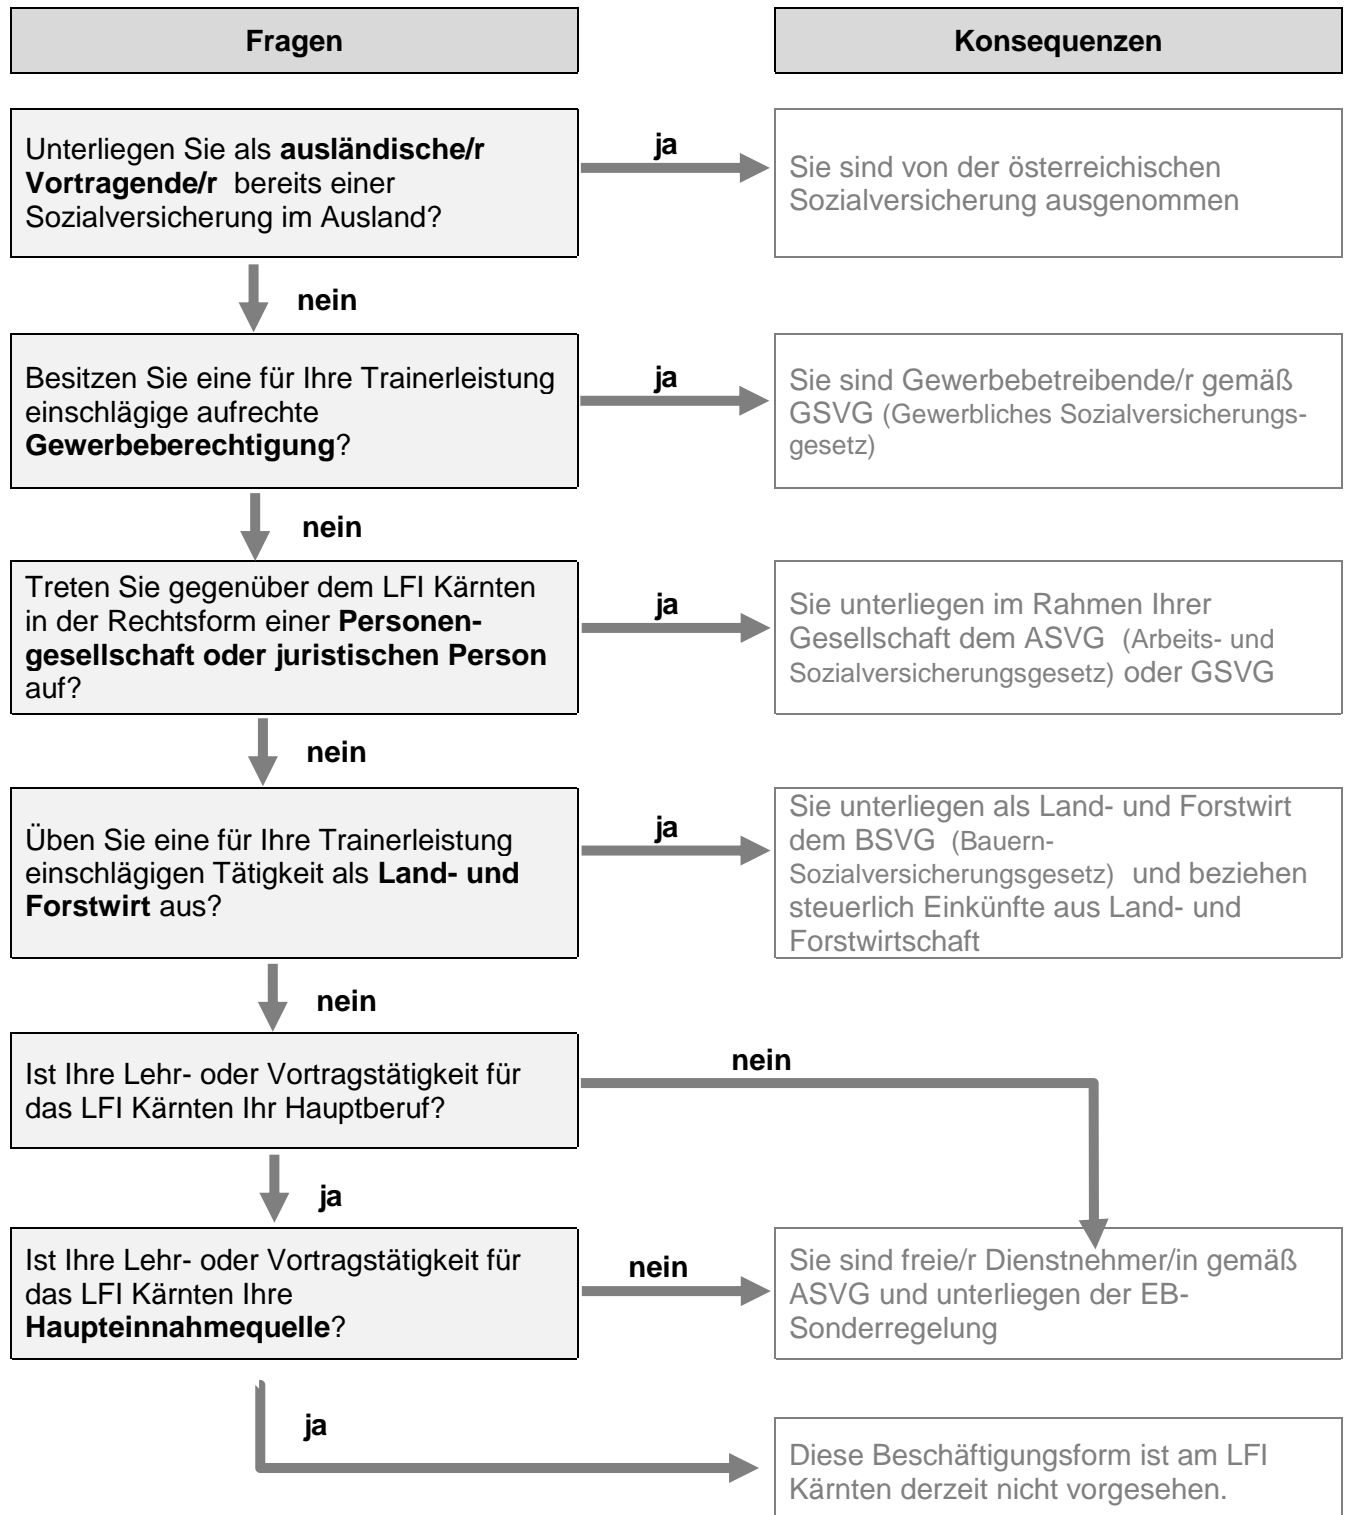 Fragen
Konsequenzen
Unterliegen Sie als ausländische/r
Vortragende/r bereits einer
Sozialversicherung im Ausland?
ja
Sie sind von der österreichischen
Sozialversicherung ausgenommen
nein
Besitzen Sie eine für Ihre Trainerleistung
einschlägige aufrechte
Gewerbeberechtigung?
ja
Sie sind Gewerbebetreibende/r gemäß
GSVG (Gewerbliches Sozialversicherungs-
gesetz)
nein
Treten Sie gegenüber dem LFI Kärnten
in der Rechtsform einer Personen-
gesellschaft oder juristischen Person
auf?
ja
Sie unterliegen im Rahmen Ihrer
Gesellschaft dem ASVG (Arbeits- und
Sozialversicherungsgesetz) oder GSVG
nein
Üben Sie eine für Ihre Trainerleistung
einschlägigen Tätigkeit als Land- und
Forstwirt aus?
ja
Sie unterliegen als Land- und Forstwirt
dem BSVG (Bauern-
Sozialversicherungsgesetz) und beziehen
steuerlich Einkünfte aus Land- und
Forstwirtschaft
nein
Ist Ihre Lehr- oder Vortragstätigkeit für
das LFI Kärnten Ihr Hauptberuf?
nein
ja
Ist Ihre Lehr- oder Vortragstätigkeit für
das LFI Kärnten Ihre
Haupteinnahmequelle?
nein
Sie sind freie/r Dienstnehmer/in gemäß
ASVG und unterliegen der EB-
Sonderregelung
ja
Diese Beschäftigungsform ist am LFI
Kärnten derzeit nicht vorgesehen.